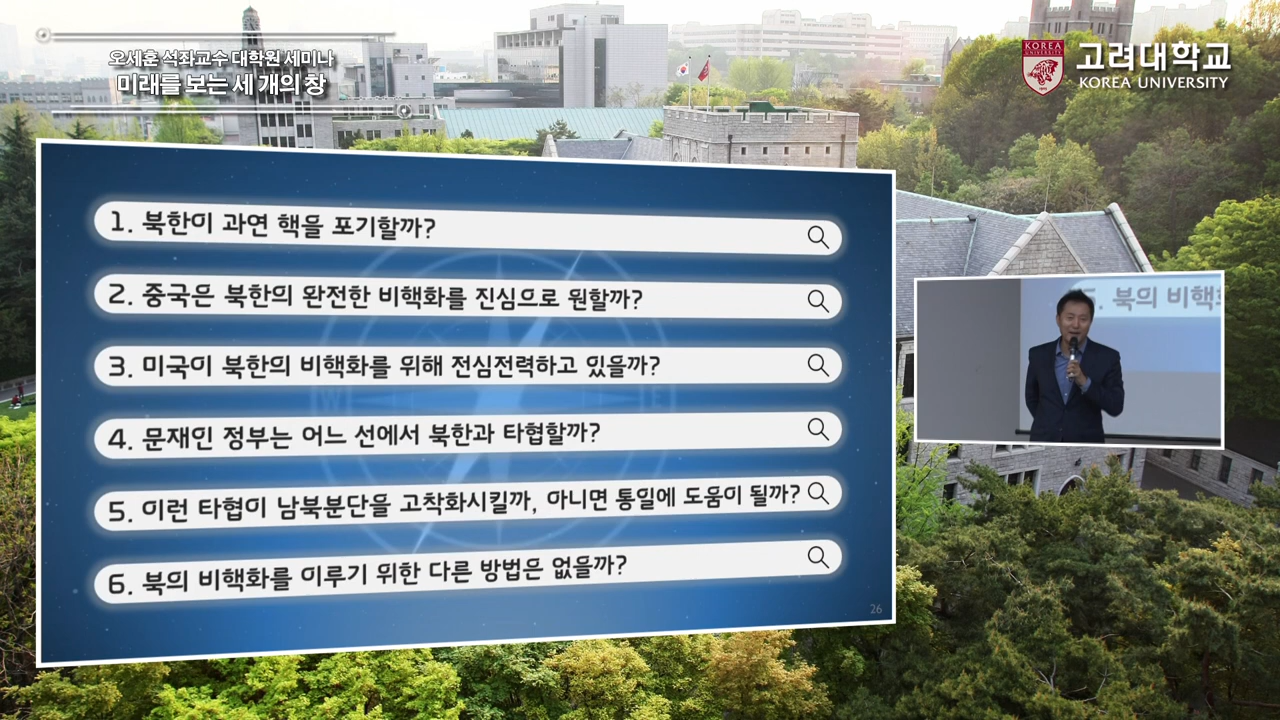 오세훈 석좌교수 대학원 세미나
미래를 보는 세 개의 창
KOREA
UNIVERSITY
고려대학교
KOREA UNIVERSITY
1. 북한이 과연 핵을 포기할까?
2. 중국은 북한의 완전한 비핵화를 진심으로 원할까?
3. 미국이 북한의 비핵화를 위해 전심전력하고 있을까?
4. 문재인 정부는 어느 선에서 북한과 타협할까?
5. 이런 타협이 남북분단을 고착화시킬까, 아니면 통일에 도움이 될까?
6. 북의 비핵화를 이루기 위한 다른 방법은 없을까?
26
북의 비핵